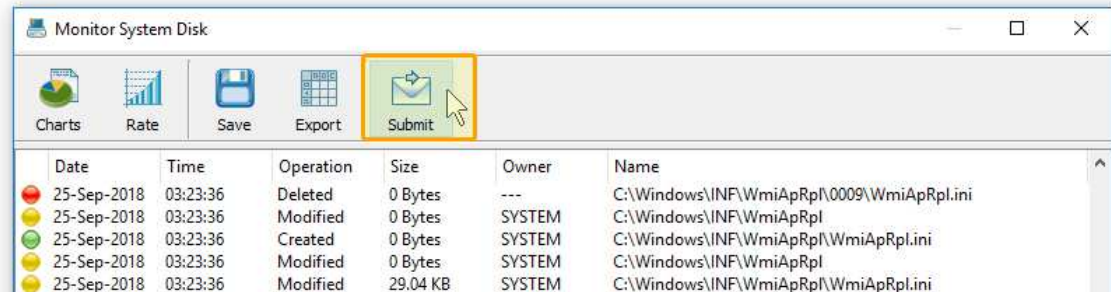 Monitor System Disk
Charts Rate Save Export Submit
Date Time Operation Size Owner Name
25-Sep-2018 03:23:36 Deleted 0 Bytes --- C:\Windows\INF\WmiApRpl\0009\WmiApRpl.ini
25-Sep-2018 03:23:36 Modified 0 Bytes SYSTEM C:\Windows\INF\WmiApRpl
25-Sep-2018 03:23:36 Created 0 Bytes SYSTEM C:\Windows\INF\WmiApRpl\WmiApRpl.ini
25-Sep-2018 03:23:36 Modified 0 Bytes SYSTEM C:\Windows\INF\WmiApRpl
25-Sep-2018 03:23:36 Modified 29.04 KB SYSTEM C:\Windows\INF\WmiApRpl\WmiApRpl.ini